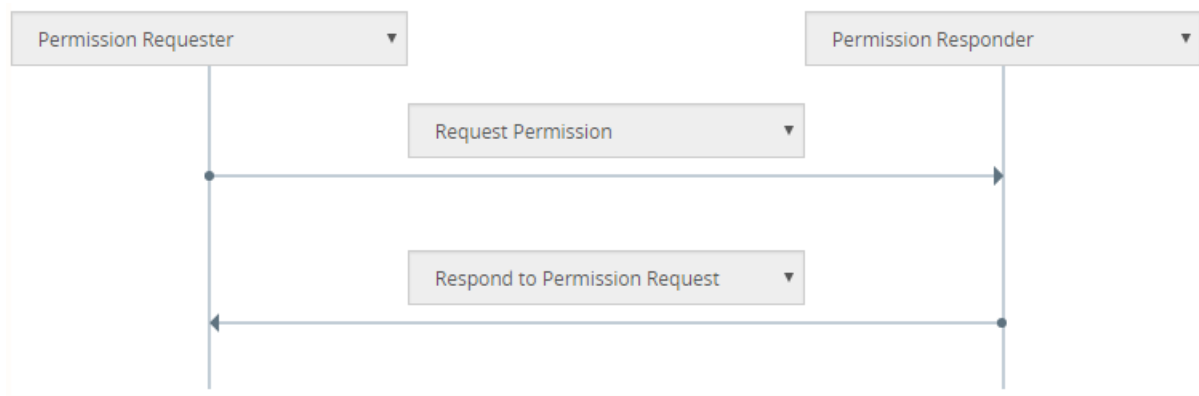 Permission Requester
Permission Responder
Request Permission
Respond to Permission Request